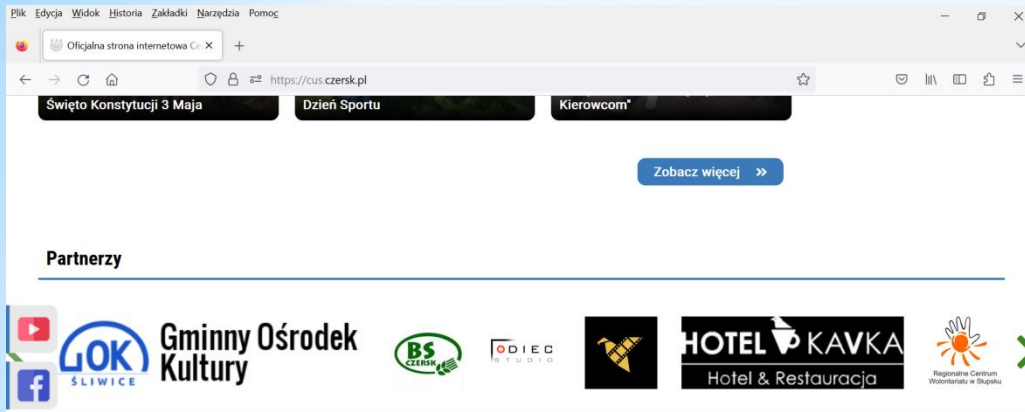 Plik Edycja Widok Historia Zakładki Narzędzia Pomoc
Oficjalna strona internetowa Ce
https://cus.czersk.pl
Święto Konstytucji 3 Maja
Dzień Sportu
Kierowcom"
Zobacz więcej
Partnerzy
GOK
ŚLIWICE
Gminny Ośrodek
Kultury
BS
CZERSK
ODIEC
STUDIO
HOTEL KAVKA
Hotel & Restauracja
Regionalne Centrum
Wolontariatu w Słupsku